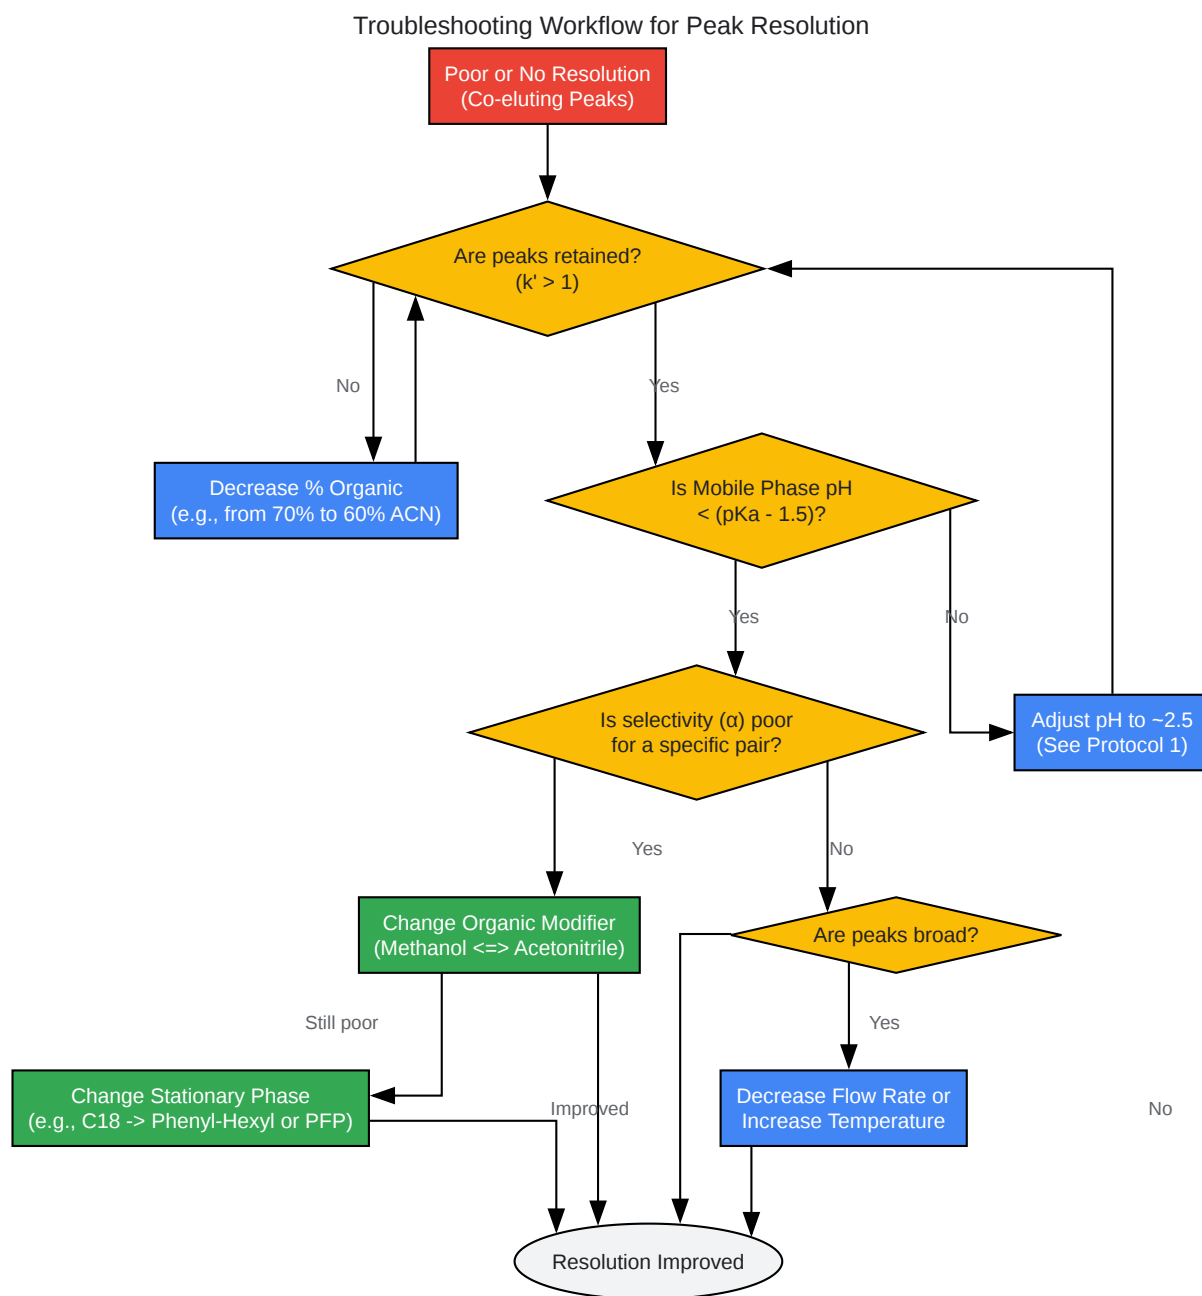 Troubleshooting Workflow for Peak Resolution
Poor or No Resolution
(Co-eluting Peaks)
Are peaks retained?
(k' > 1)
No
Yes
Decrease % Organic
(e.g., from 70% to 60% ACN)
Is Mobile Phase pH
< (pKa - 1.5)?
Yes
No
Is selectivity (α) poor
for a specific pair?
Adjust pH to ~2.5
(See Protocol 1)
Yes
No
Change Organic Modifier
(Methanol <=> Acetonitrile)
Are peaks broad?
Still poor
Yes
Change Stationary Phase
(e.g., C18 -> Phenyl-Hexyl or PFP)
Improved
Decrease Flow Rate or
Increase Temperature
No
Resolution Improved